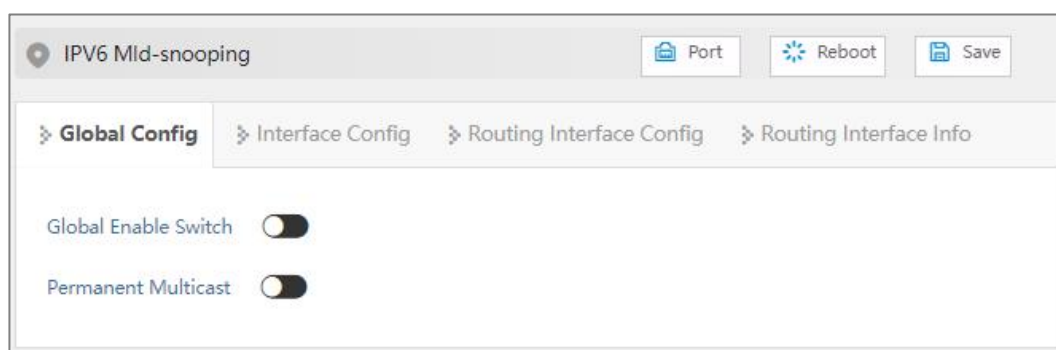 IPV6 Mld-snooping Port Reboot Save
Global Config Interface Config Routing Interface Config Routing Interface Info
Global Enable Switch
Permanent Multicast